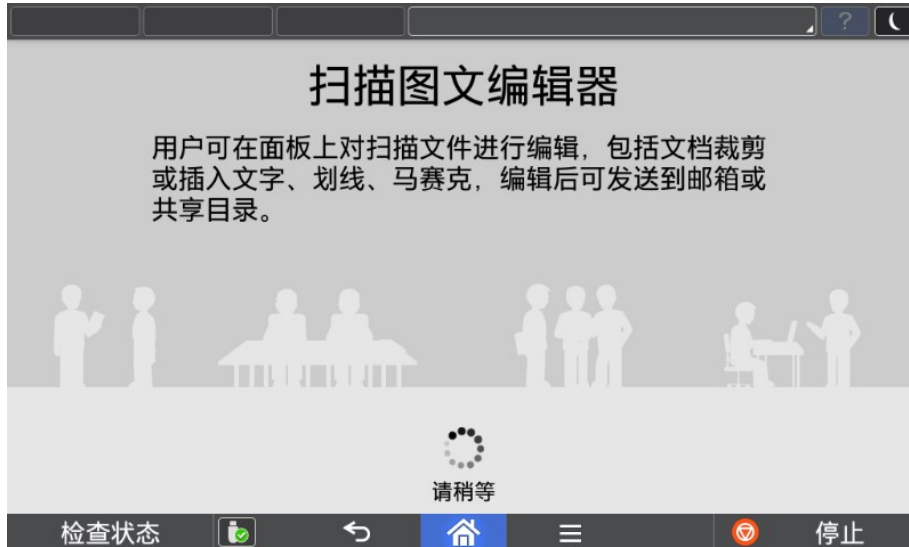 ?
扫描图文编辑器
用户可在面板上对扫描文件进行编辑，包括文档裁剪
或插入文字、划线、马赛克，编辑后可发送到邮箱或
共享目录。
请稍等
检查状态 停止